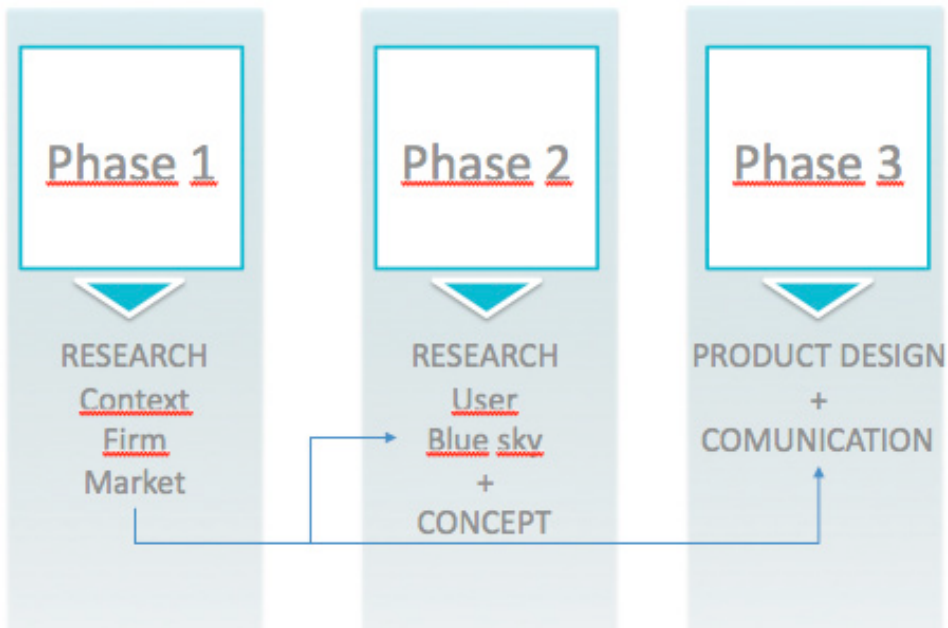 Phase 1
RESEARCH
Context
Firm
Market
Phase 2
RESEARCH
User
Blue sky
+
CONCEPT
Phase 3
PRODUCT DESIGN
+
COMUNICATION